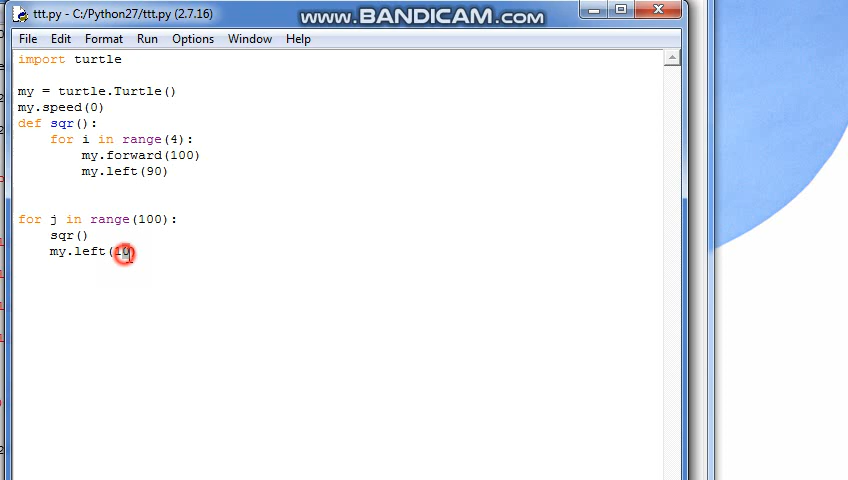 www.BANDICAM.com
ttt.py - C:/Python27/ttt.py (2.7.16)
File Edit Format Run Options Window Help
import turtle
my = turtle.Turtle()
my.speed(0)
def sqr():
    for i in range(4):
        my.forward(100)
        my.left(90)
for j in range(100):
    sqr()
    my.left(10)